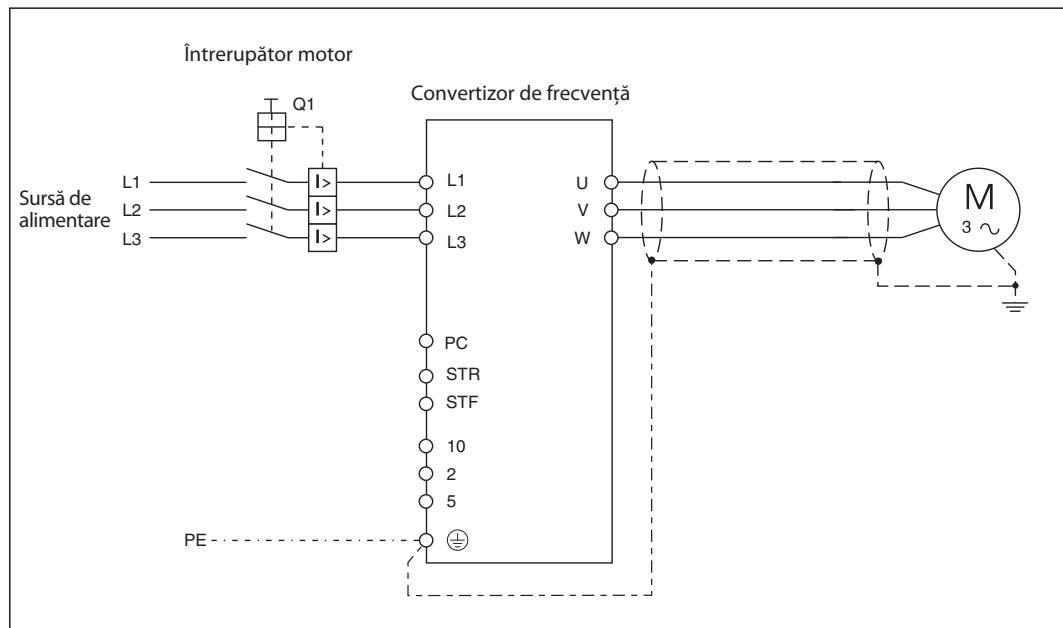 Întrerupător motor
Q1
Convertizor de frecvență
Sursă de
alimentare
L1
L2
L3
I>
I>
I>
L1
L2
L3
U
V
W
M
3 ∿
PC
STR
STF
10
2
5
PE